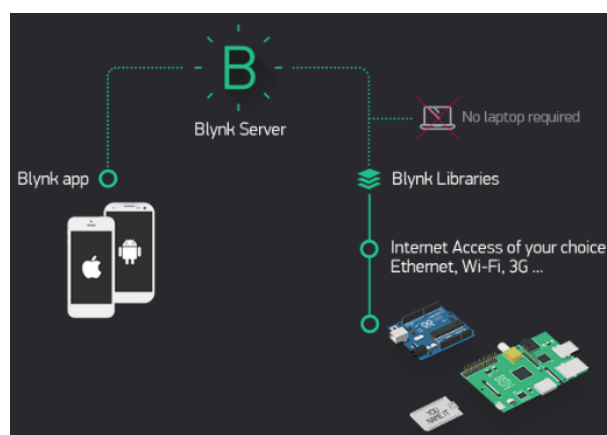 B
Blynk Server
No laptop required
Blynk app
Blynk Libraries
Internet Access of your choice
Ethernet, Wi-Fi, 3G ...
YOU
NAME IT